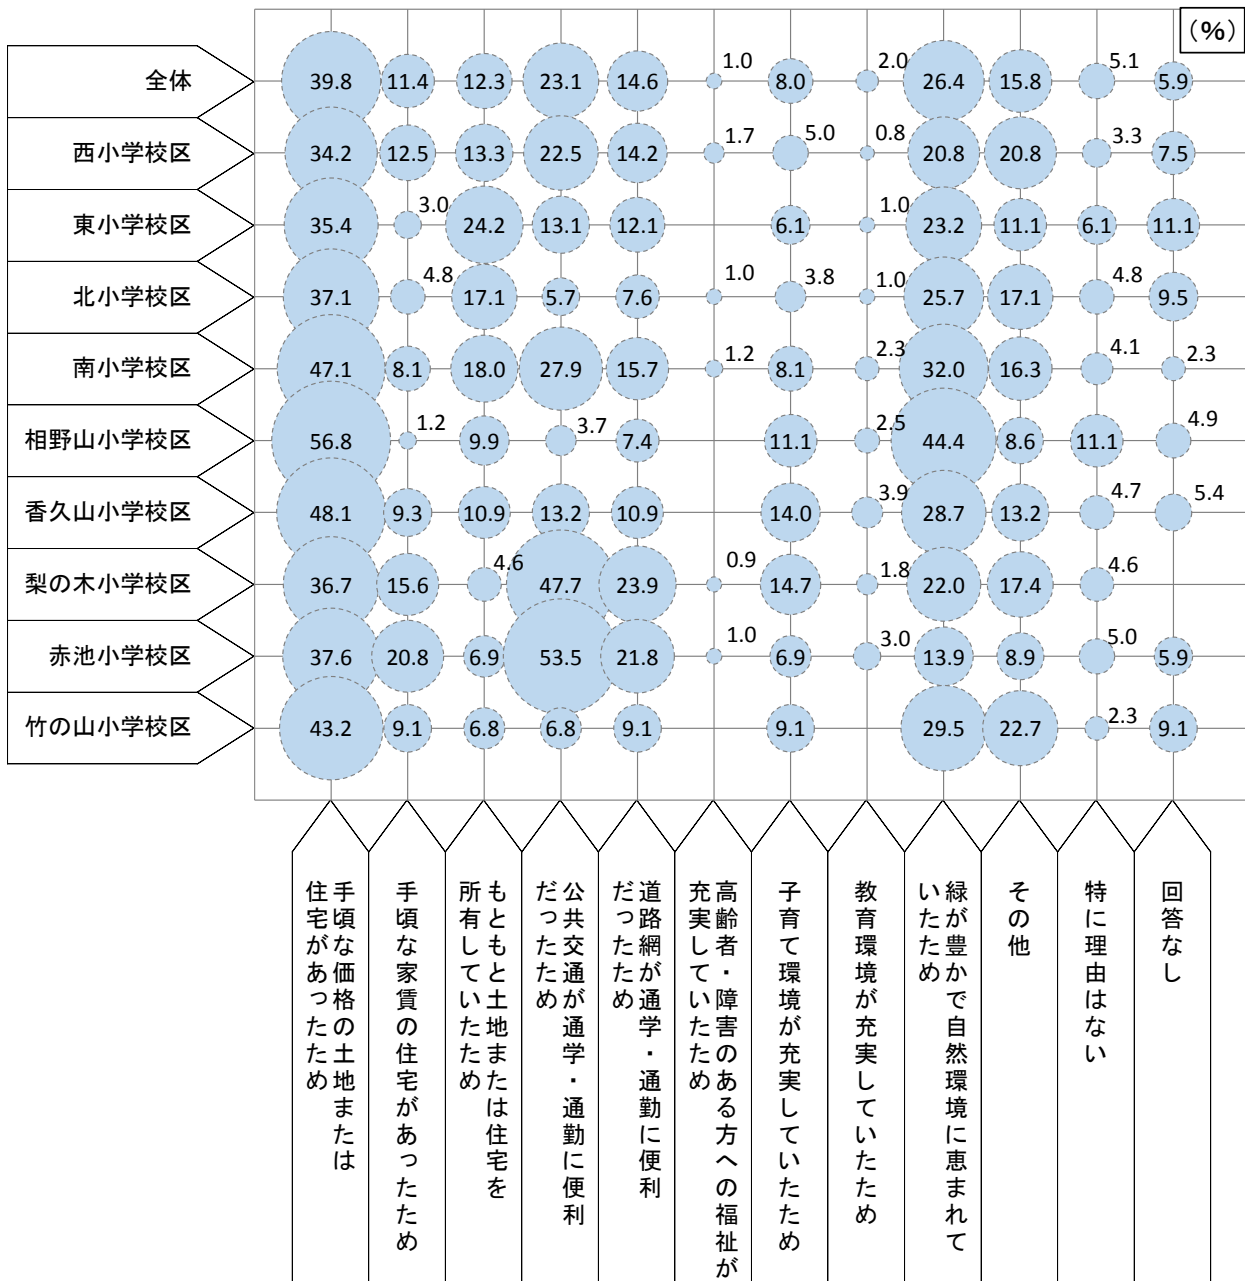 (%)
全体
39.8 11.4 12.3 23.1 14.6 1.0 8.0 2.0 26.4 15.8 5.1 5.9
西小学校区
34.2 12.5 13.3 22.5 14.2 1.7 5.0 0.8 20.8 20.8 3.3 7.5
東小学校区
35.4 3.0 24.2 13.1 12.1 6.1 1.0 23.2 11.1 6.1 11.1
北小学校区
37.1 4.8 17.1 5.7 7.6 1.0 3.8 1.0 25.7 17.1 4.8 9.5
南小学校区
47.1 8.1 18.0 27.9 15.7 1.2 8.1 2.3 32.0 16.3 4.1 2.3
相野山小学校区
56.8 1.2 9.9 3.7 7.4 11.1 2.5 44.4 8.6 11.1 4.9
香久山小学校区
48.1 9.3 10.9 13.2 10.9 14.0 3.9 28.7 13.2 4.7 5.4
梨の木小学校区
36.7 15.6 4.6 47.7 23.9 0.9 14.7 1.8 22.0 17.4 4.6
赤池小学校区
37.6 20.8 6.9 53.5 21.8 1.0 6.9 3.0 13.9 8.9 5.0 5.9
竹の山小学校区
43.2 9.1 6.8 6.8 9.1 9.1 29.5 22.7 2.3 9.1
手頃な価格の土地または
住宅があったため
手頃な家賃の住宅があったため
もともと土地または住宅を
所有していたため
公共交通が通学・通勤に便利
だったため
道路網が通学・通勤に便利
だったため
高齢者・障害のある方への福祉が
充実していたため
子育て環境が充実していたため
教育環境が充実していたため
緑が豊かで自然環境に恵まれて
いたため
その他
特に理由はない
回答なし